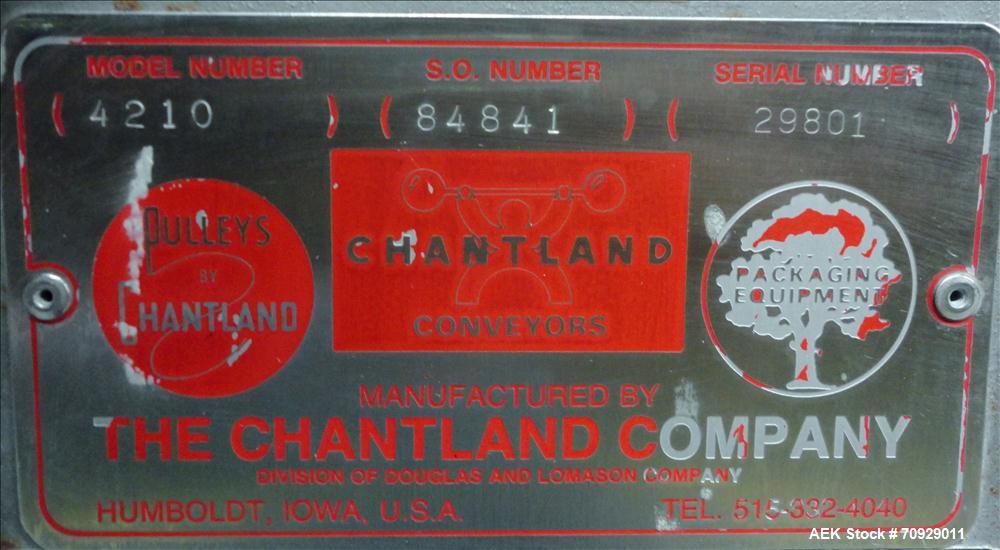 MODEL NUMBER S.O. NUMBER SERIAL NUMBER
( 4210 ) ( 84841 ) ( 29801 )
PULLEYS
BY
CHANTLAND
CHANTLAND
CONVEYORS
PACKAGING
EQUIPMENT
MANUFACTURED BY
THE CHANTLAND COMPANY
DIVISION OF DOUGLAS AND LOMASON COMPANY
HUMBOLDT, IOWA, U.S.A. TEL. 515-332-4040
AEK Stock # 70929011